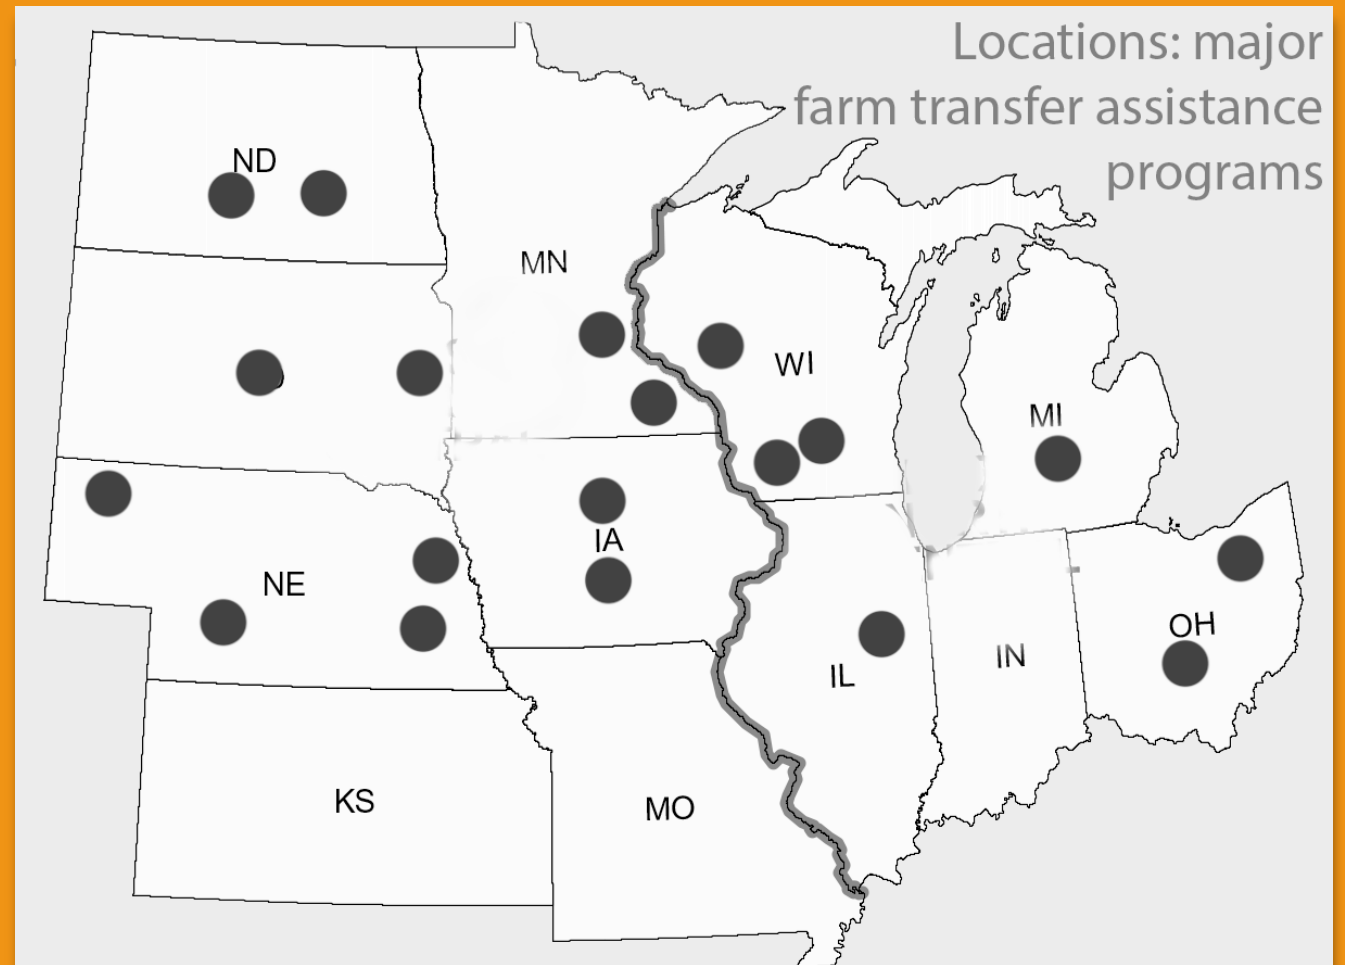 Locations: major
farm transfer assistance
programs
ND
MN
WI
MI
IA
NE
OH
IL
IN
KS
MO